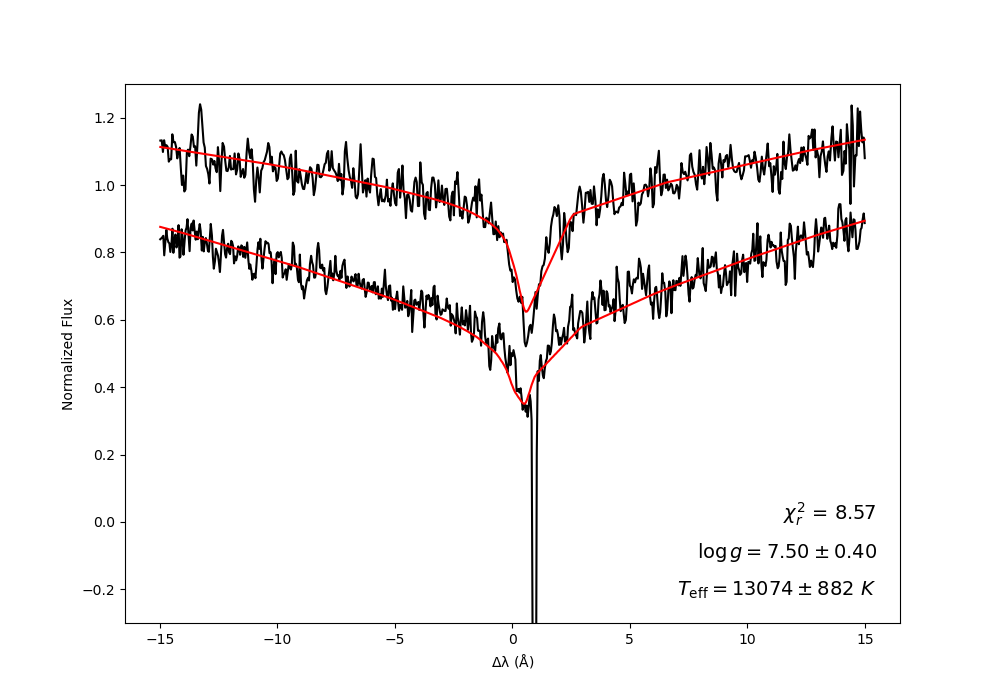 1.2
1.0
0.8
0.6
0.4
0.2
0.0
−0.2
Normalized Flux
χ²ᵣ = 8.57
log g = 7.50 ± 0.40
T_eff = 13074 ± 882 K
−15 −10 −5 0 5 10 15
Δλ (Å)